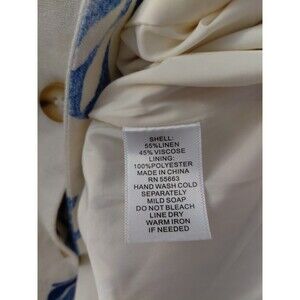 SHELL:
55%LINEN
45%VISCOSE
LINING:
100%POLYESTER
MADE IN CHINA
RN 55663
HAND WASH COLD
SEPARATELY
MILD SOAP
DO NOT BLEACH
LINE DRY
WARM IRON
IF NEEDED